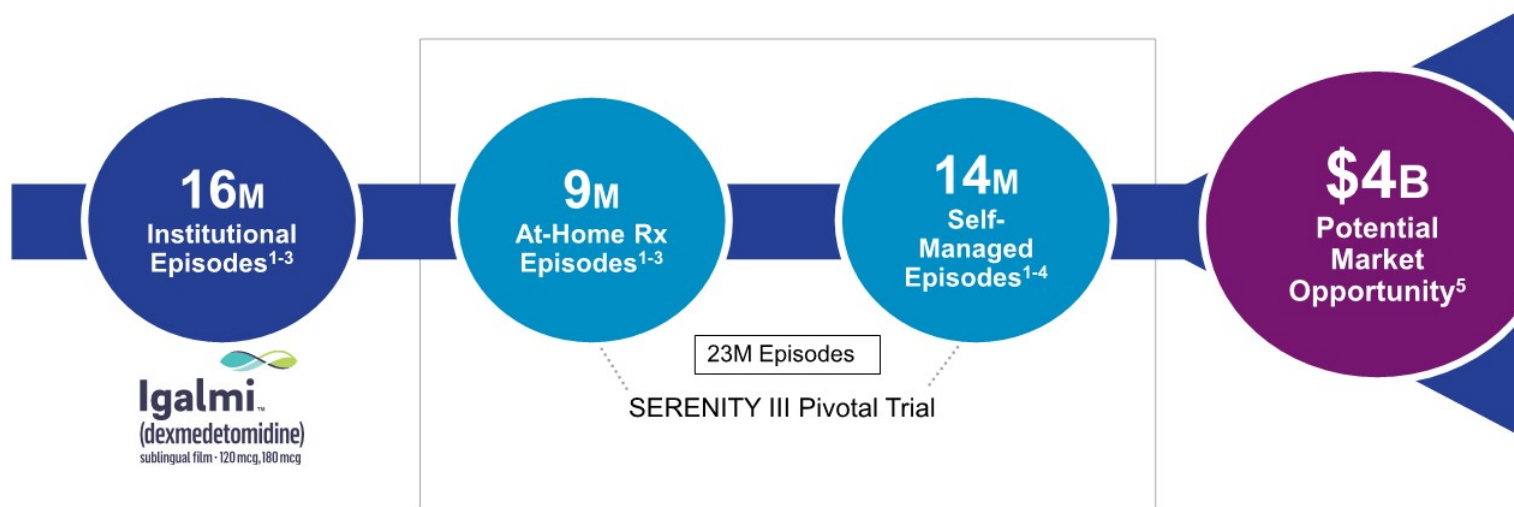 16M
Institutional
Episodes1-3
9M
At-Home Rx
Episodes1-3
14M
Self-
Managed
Episodes1-4
$4B
Potential
Market
Opportunity5
23M Episodes
SERENITY III Pivotal Trial
Igalmi™
(dexmedetomidine)
sublingual film · 120 mcg, 180 mcg